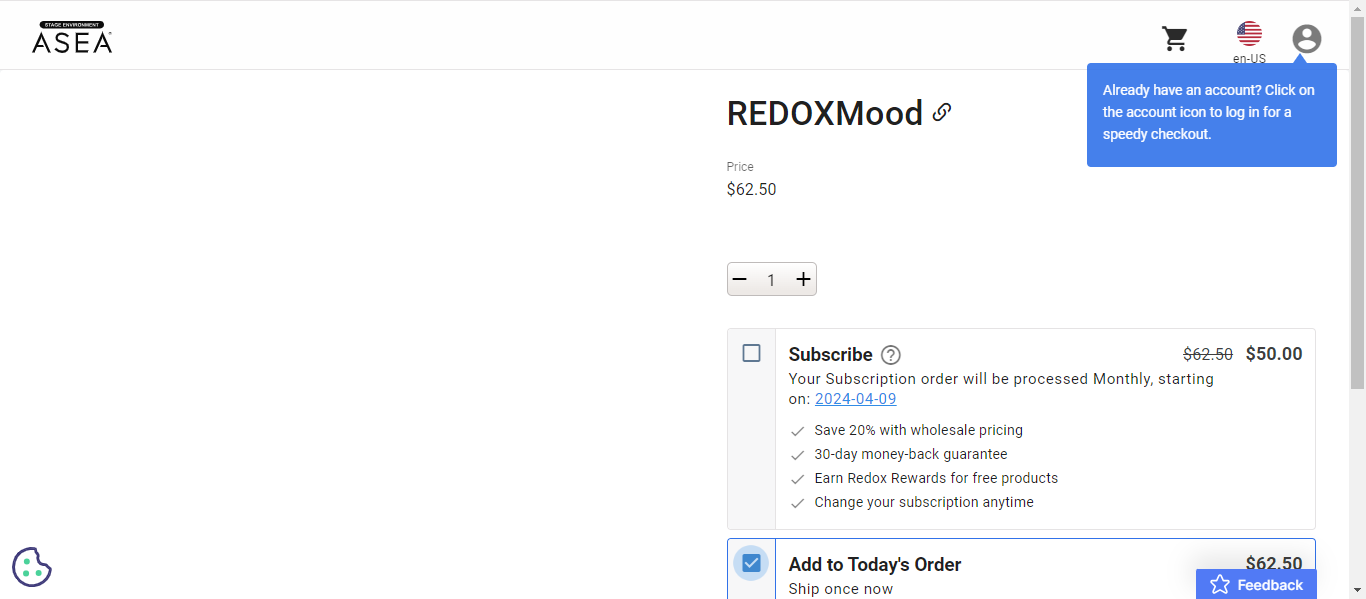 STAGE ENVIRONMENT
ASEA
en-US
Already have an account? Click on
the account icon to log in for a
speedy checkout.
REDOXMood
Price
$62.50
1
Subscribe
$62.50 $50.00
Your Subscription order will be processed Monthly, starting
on: 2024-04-09
Save 20% with wholesale pricing
30-day money-back guarantee
Earn Redox Rewards for free products
Change your subscription anytime
Add to Today's Order
$62.50
Ship once now
Feedback